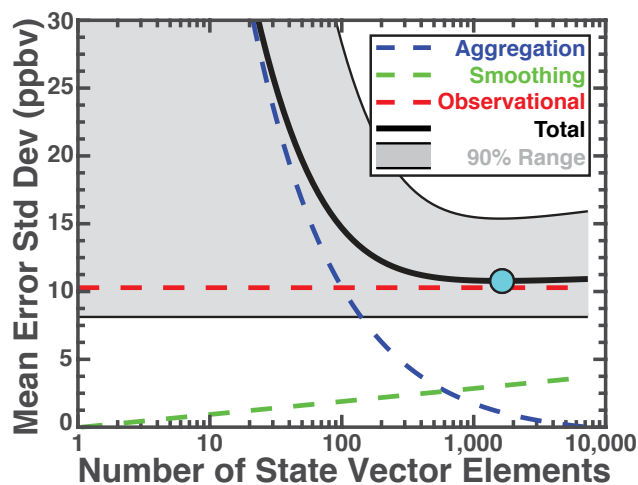 Mean Error Std Dev (ppbv)
30
25
20
15
10
5
0
Aggregation
Smoothing
Observational
Total
90% Range
1
10
100
1,000
10,000
Number of State Vector Elements